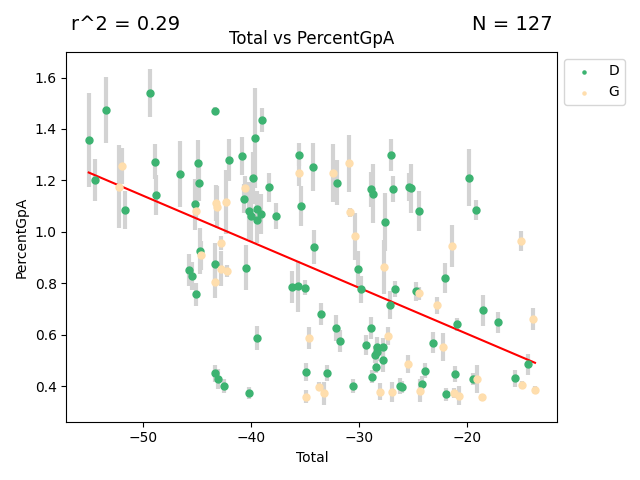 r^2 = 0.29 N = 127
Total vs PercentGpA
D
G
1.6
1.4
1.2
1.0
0.8
0.6
0.4
PercentGpA
−50 −40 −30 −20
Total